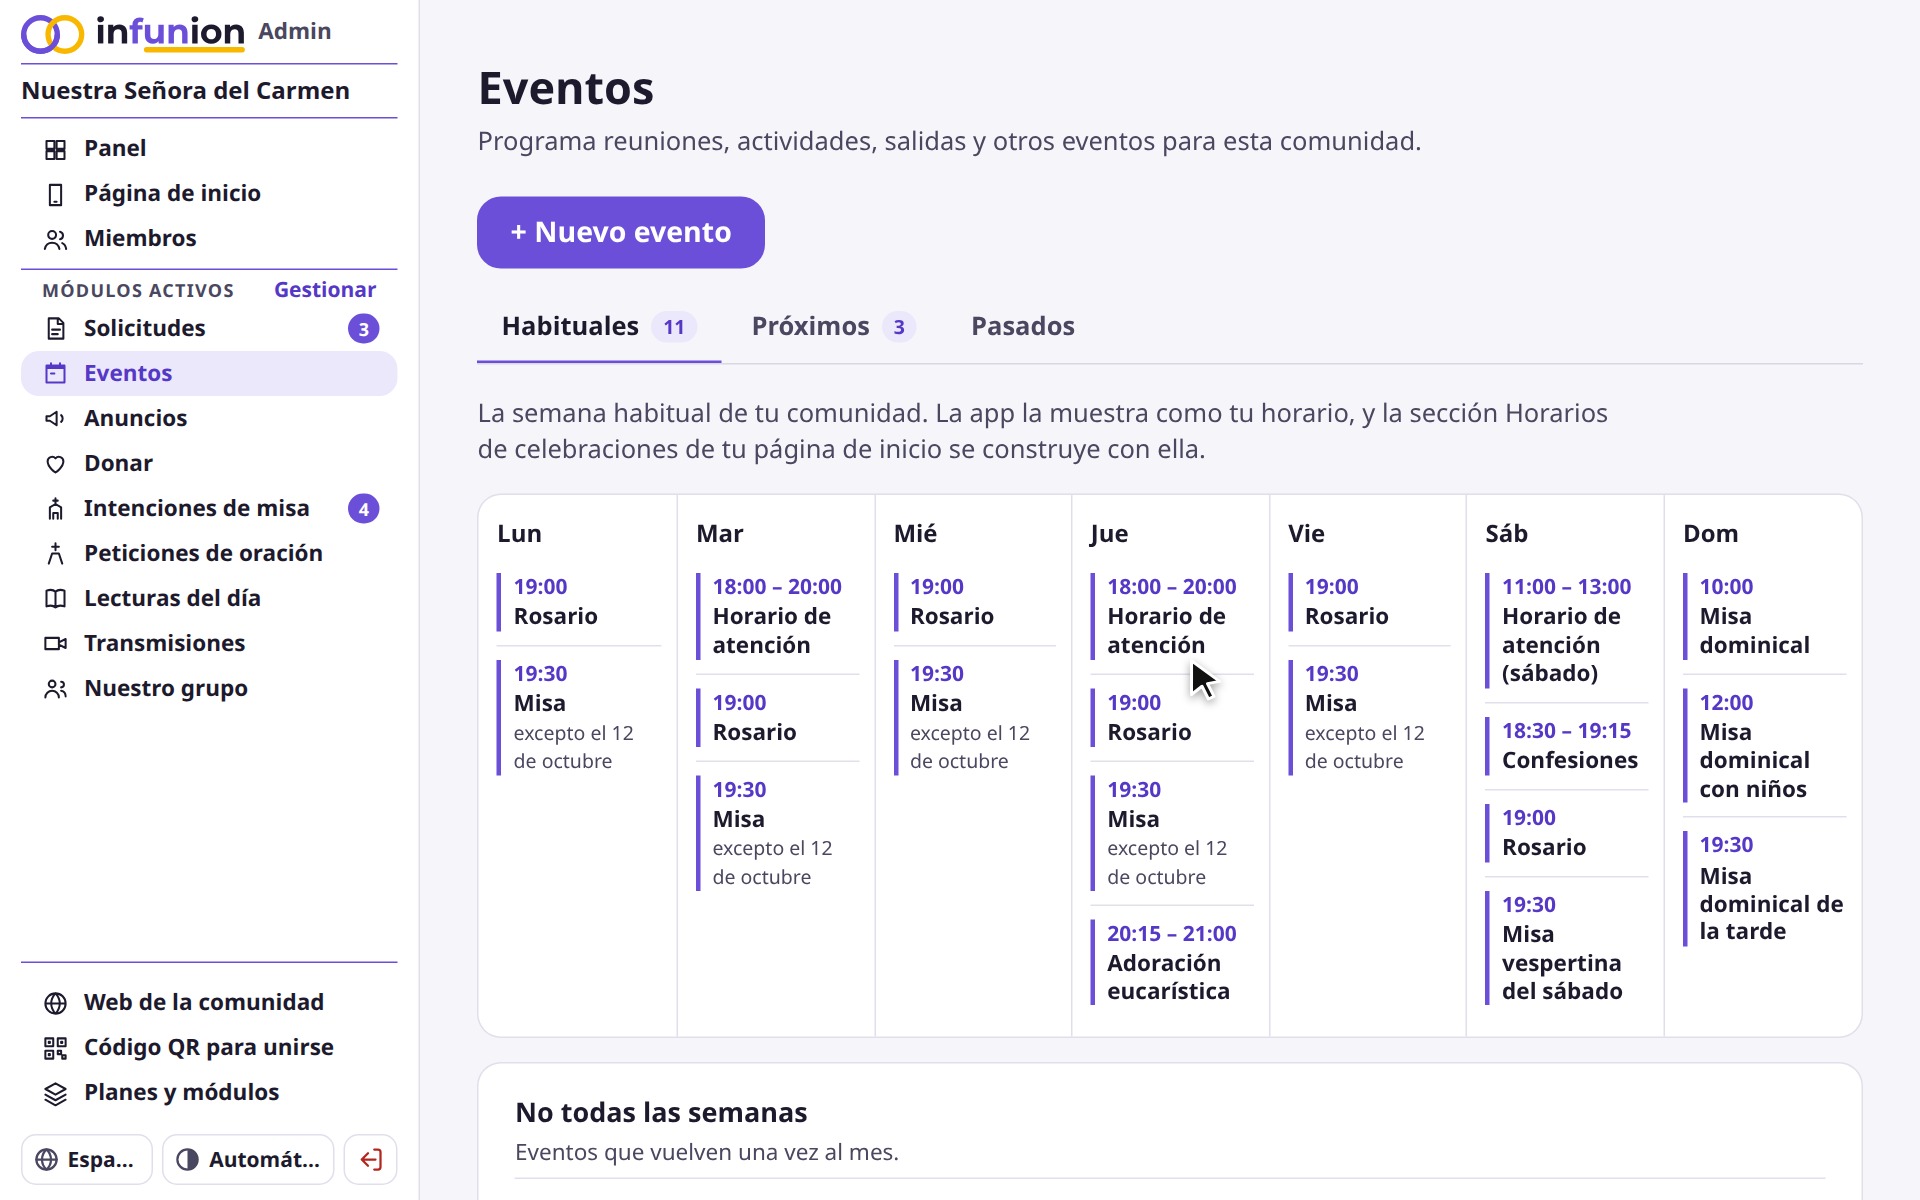 infunion Admin
Nuestra Señora del Carmen
Panel
Página de inicio
Miembros
MÓDULOS ACTIVOS Gestionar
Solicitudes 3
Eventos
Anuncios
Donar
Intenciones de misa 4
Peticiones de oración
Lecturas del día
Transmisiones
Nuestro grupo
Web de la comunidad
Código QR para unirse
Planes y módulos
Espa... Automát...
Eventos
Programa reuniones, actividades, salidas y otros eventos para esta comunidad.
+ Nuevo evento
Habituales 11 Próximos 3 Pasados
La semana habitual de tu comunidad. La app la muestra como tu horario, y la sección Horarios
de celebraciones de tu página de inicio se construye con ella.
Lun
19:00
Rosario
19:30
Misa
excepto el 12
de octubre
Mar
18:00 – 20:00
Horario de
atención
19:00
Rosario
19:30
Misa
excepto el 12
de octubre
Mié
19:00
Rosario
19:30
Misa
excepto el 12
de octubre
Jue
18:00 – 20:00
Horario de
atención
19:00
Rosario
19:30
Misa
excepto el 12
de octubre
20:15 – 21:00
Adoración
eucarística
Vie
19:00
Rosario
19:30
Misa
excepto el 12
de octubre
Sáb
11:00 – 13:00
Horario de
atención
(sábado)
18:30 – 19:15
Confesiones
19:00
Rosario
19:30
Misa
vespertina
del sábado
Dom
10:00
Misa
dominical
12:00
Misa
dominical
con niños
19:30
Misa
dominical de
la tarde
No todas las semanas
Eventos que vuelven una vez al mes.